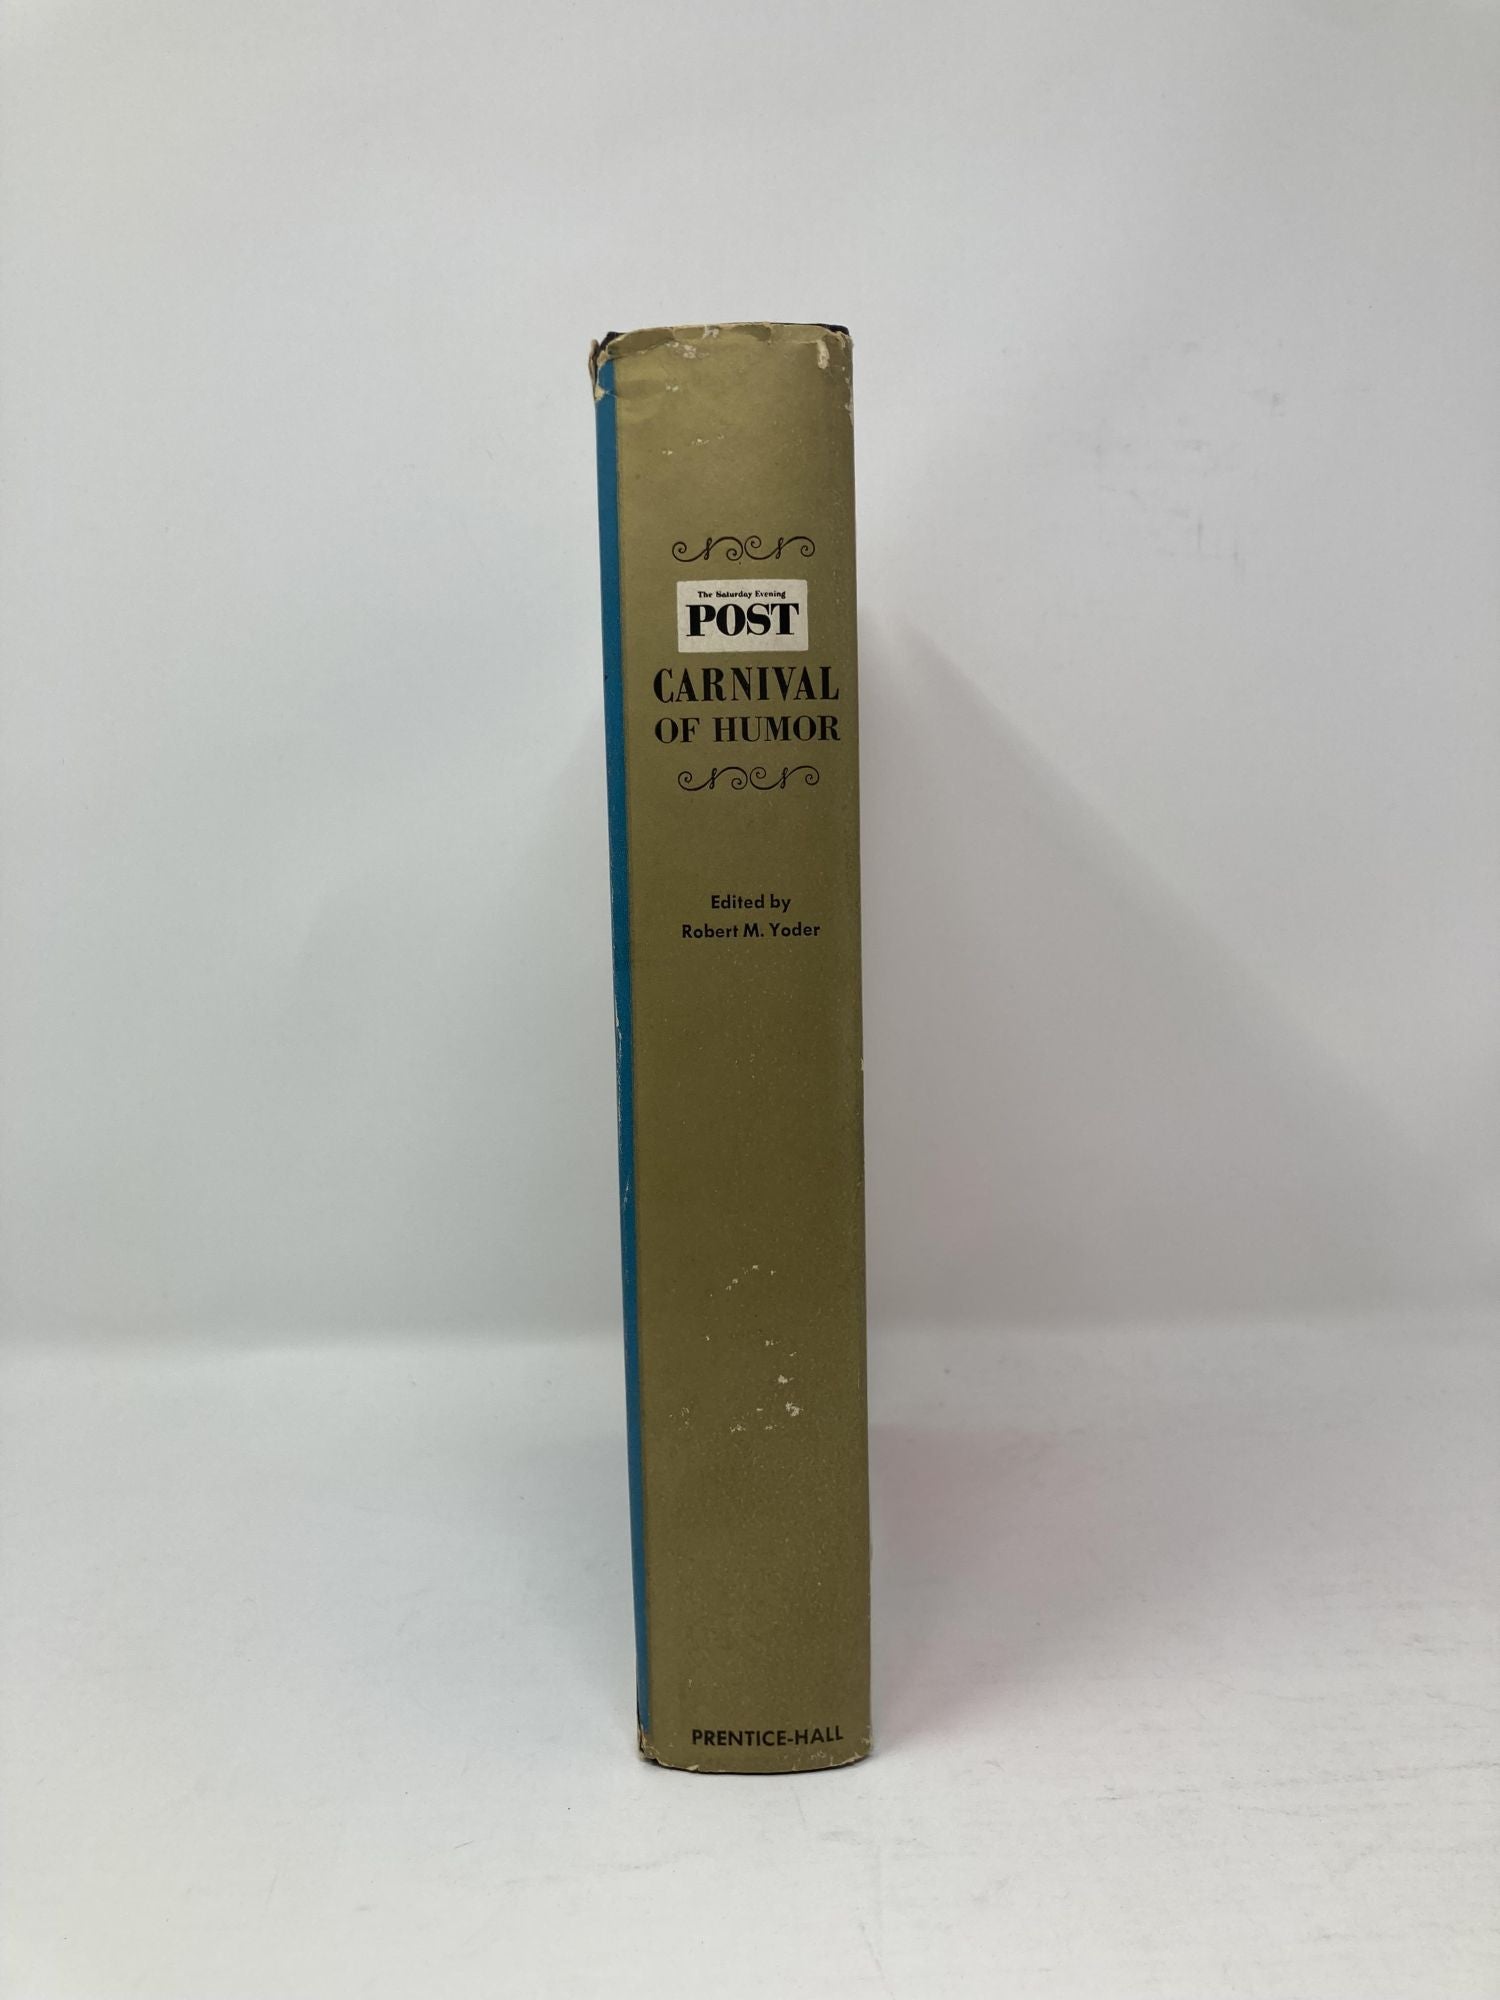 The Saturday Evening
POST
CARNIVAL
OF HUMOR
Edited by
Robert M. Yoder
PRENTICE-HALL